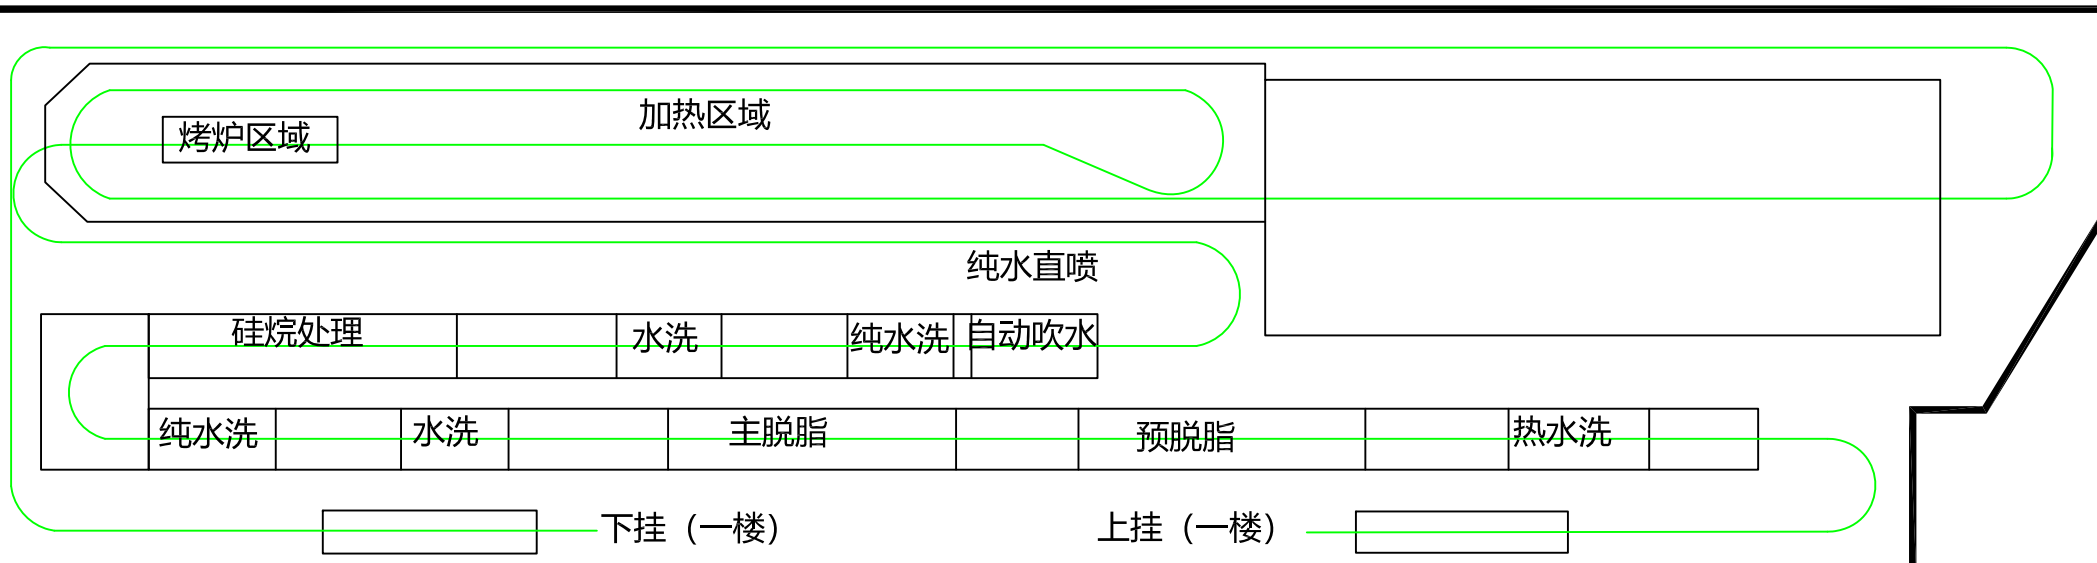 加热区域
烤炉区域
纯水直喷
硅烷处理 水洗 纯水洗 自动吹水
纯水洗 水洗 主脱脂 预脱脂 热水洗
下挂（一楼） 上挂（一楼）